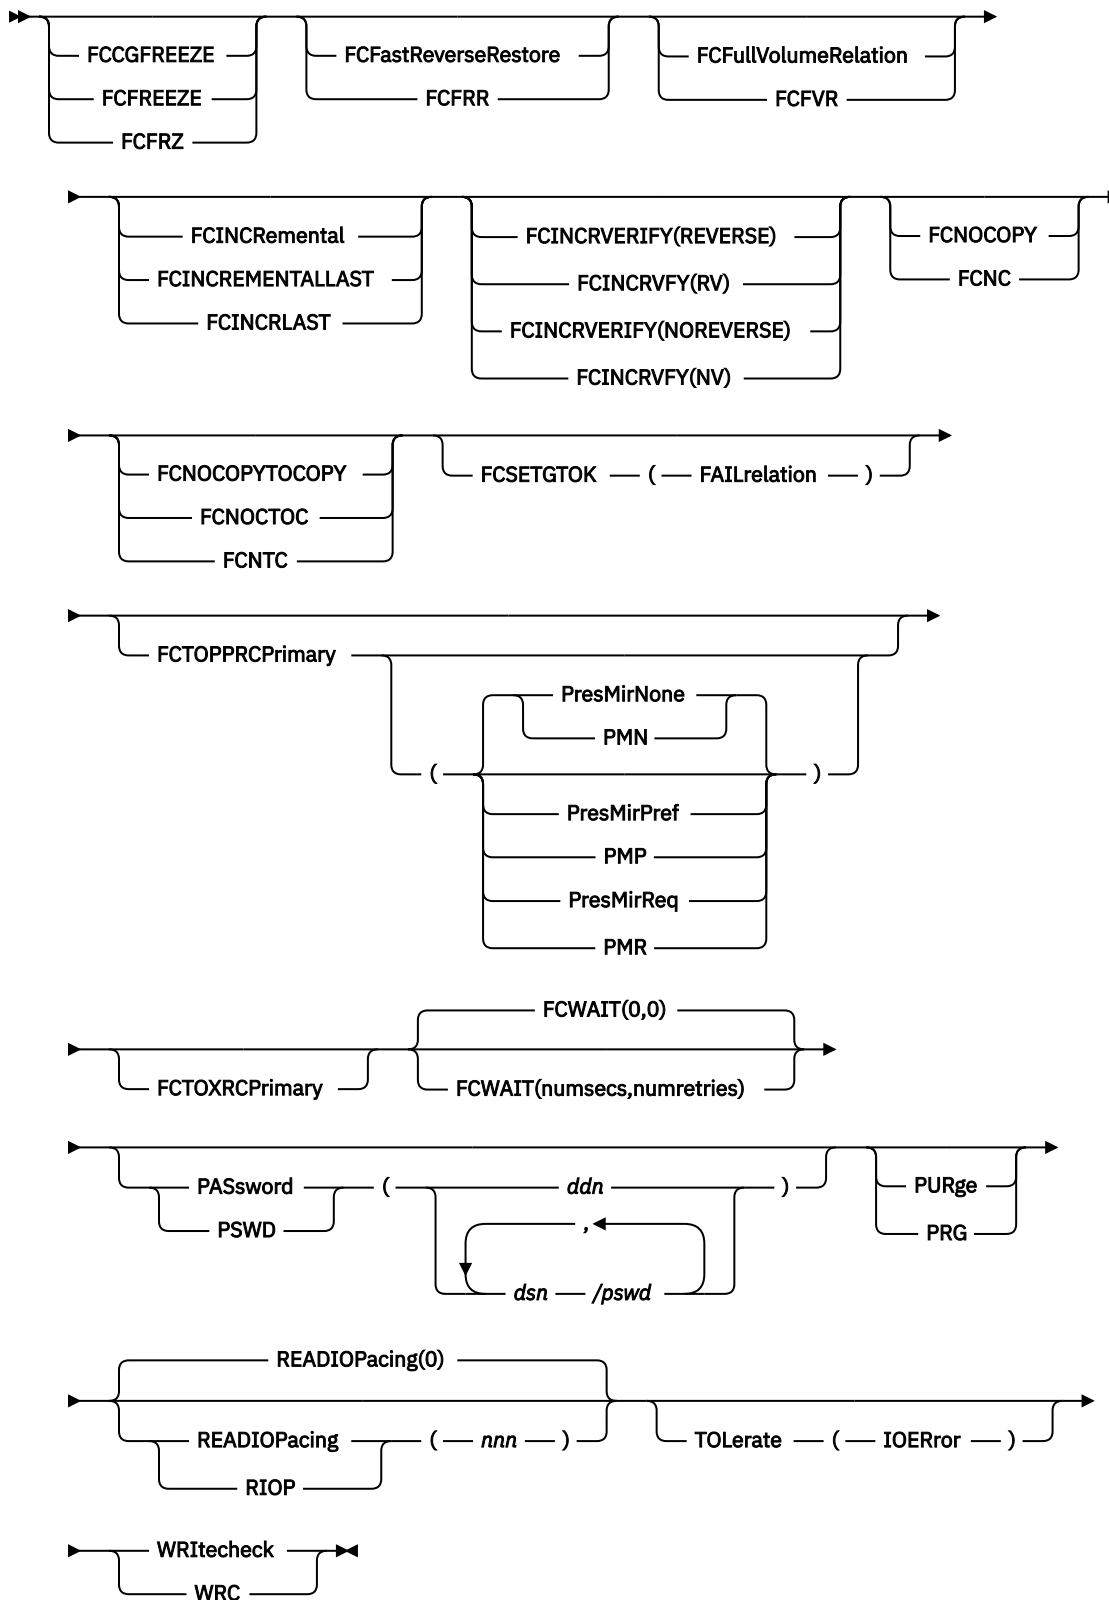 FCCGFREEZE FCFastReverseRestore FCFullVolumeRelation
FCFREEZE FCFRR FCFVR
FCFRZ
FCINCRemental FCINCRVERIFY(REVERSE) FCNOCOPY
FCINCREMENTALLAST FCINCRVFY(RV) FCNC
FCINCRLAST FCINCRVERIFY(NOREVERSE)
FCINCRVFY(NV)
FCNOCOPYTOCOPY FCSETGTOK ( FAILrelation )
FCNOCTOC
FCNTC
FCTOPPRCPrimary
PresMirNone
PMN
( )
PresMirPref
PMP
PresMirReq
PMR
FCWAIT(0,0)
FCTOXRCPrimary FCWAIT(numsecs,numretries)
PASsword ( ddn ) PURge
PSWD , PRG
dsn /pswd
READIOPacing(0)
READIOPacing ( nnn ) TOLerate ( IOERror )
RIOP
WRItecheck
WRC